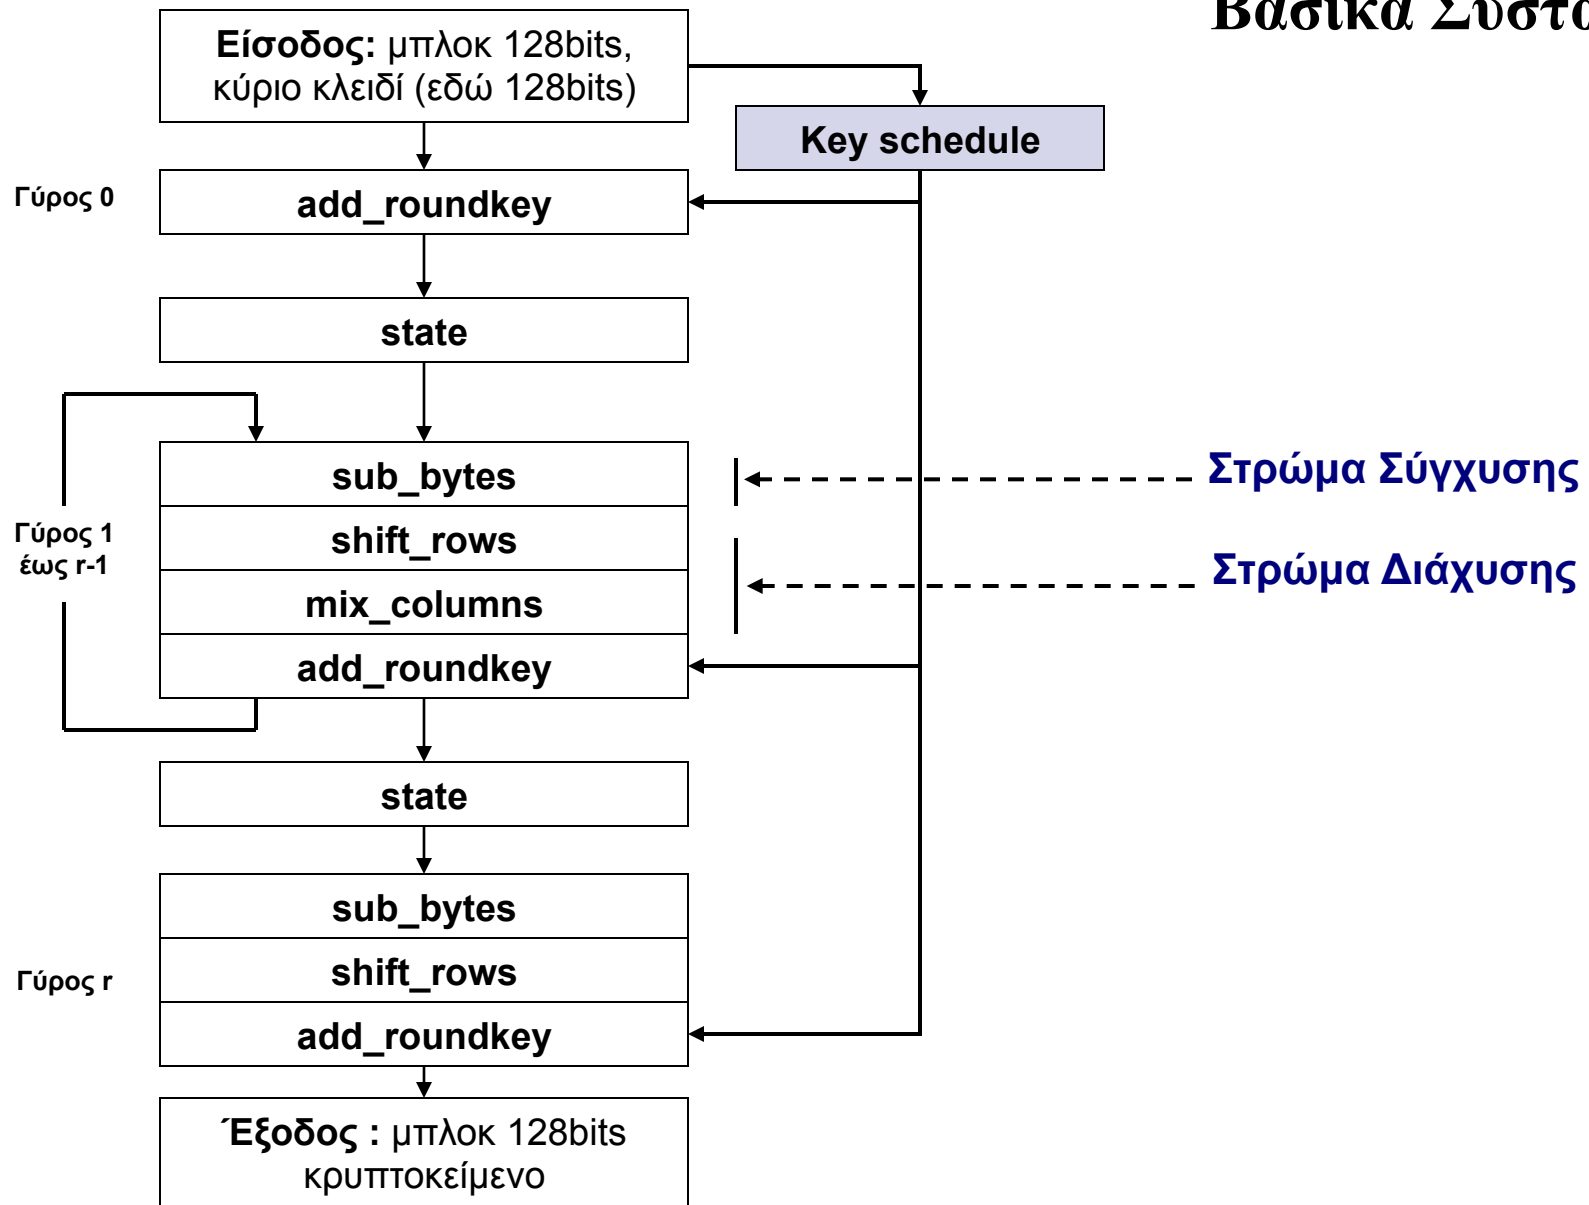 Βασικά Συστα
Είσοδος: μπλοκ 128bits,
κύριο κλειδί (εδώ 128bits)
Key schedule
Γύρος 0
add_roundkey
state
sub_bytes
Στρώμα Σύγχυσης
Γύρος 1
έως r-1
shift_rows
Στρώμα Διάχυσης
mix_columns
add_roundkey
state
sub_bytes
Γύρος r
shift_rows
add_roundkey
Έξοδος : μπλοκ 128bits
κρυπτοκείμενο